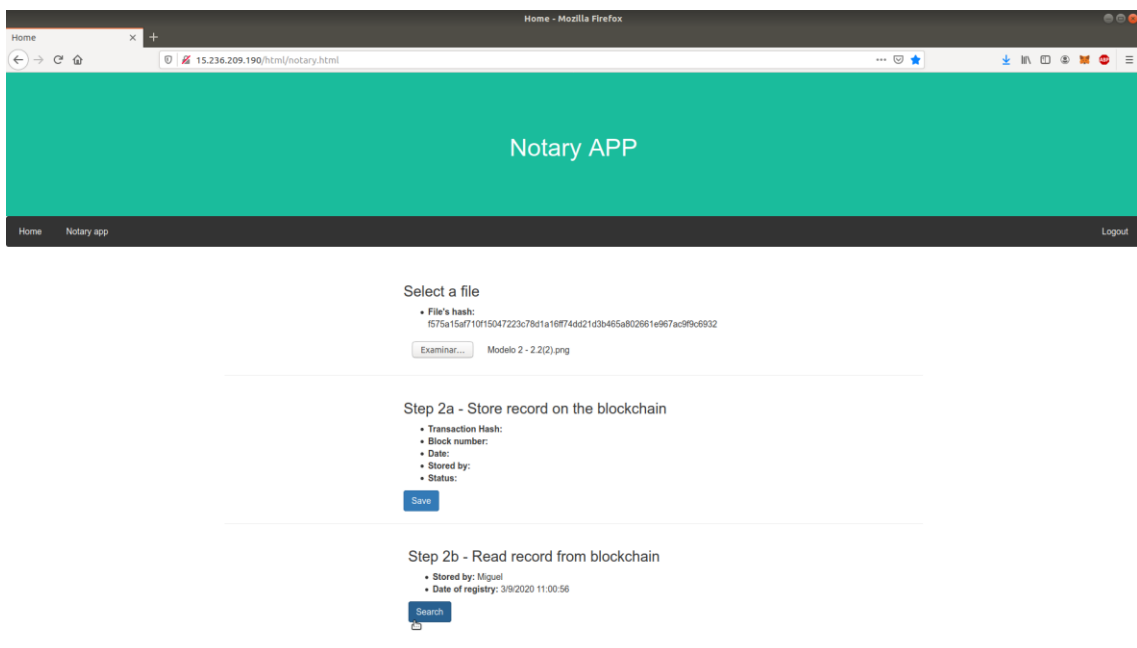 Home - Mozilla Firefox
Home × +
15.236.209.190/html/notary.html
ABP
Notary APP
Home Notary app Logout
Select a file
• File's hash:
f575a15af710f15047223c78d1a16ff74dd21d3b465a802661e967ac9f9c6932
Examinar... Modelo 2 - 2.2(2).png
Step 2a - Store record on the blockchain
• Transaction Hash:
• Block number:
• Date:
• Stored by:
• Status:
Save
Step 2b - Read record from blockchain
• Stored by: Miguel
• Date of registry: 3/9/2020 11:00:56
Search